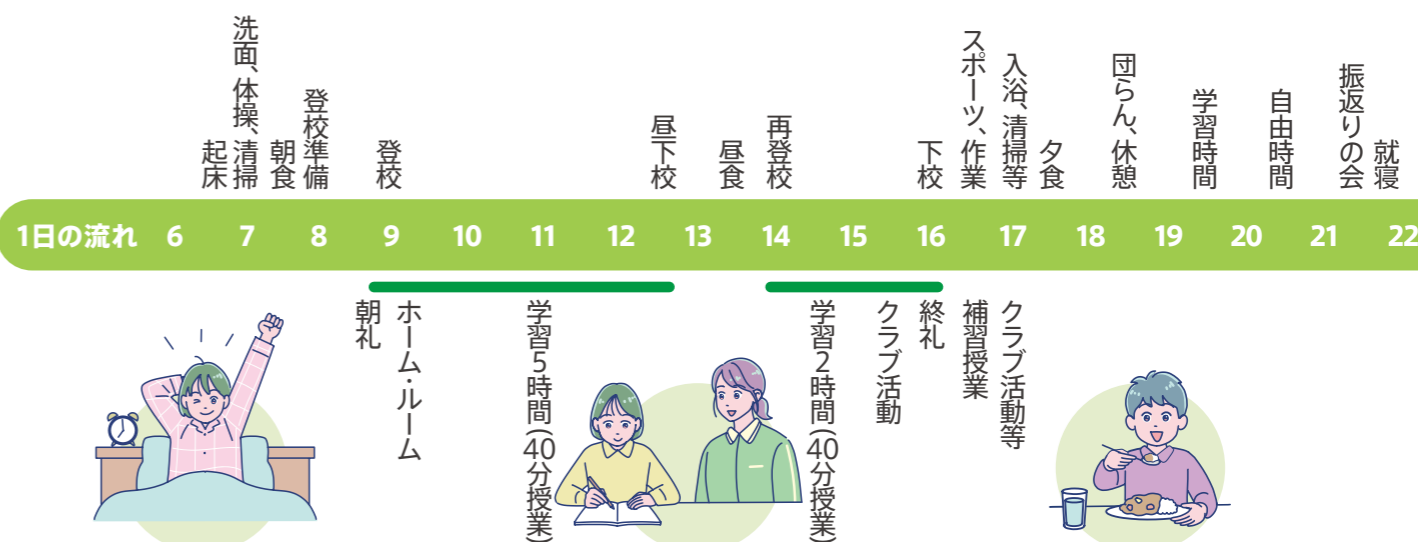 起床
洗面、体操、清掃
朝食
登校準備
登校
昼下校
昼食
再登校
下校
スポーツ、作業
入浴、清掃等
夕食
団らん、休憩
学習時間
自由時間
振返りの会
就寝
1日の流れ 6 7 8 9 10 11 12 13 14 15 16 17 18 19 20 21 22
朝礼
ホーム・ルーム
学習5時間(40分授業)
学習2時間(40分授業)
クラブ活動
終礼
補習授業
クラブ活動等